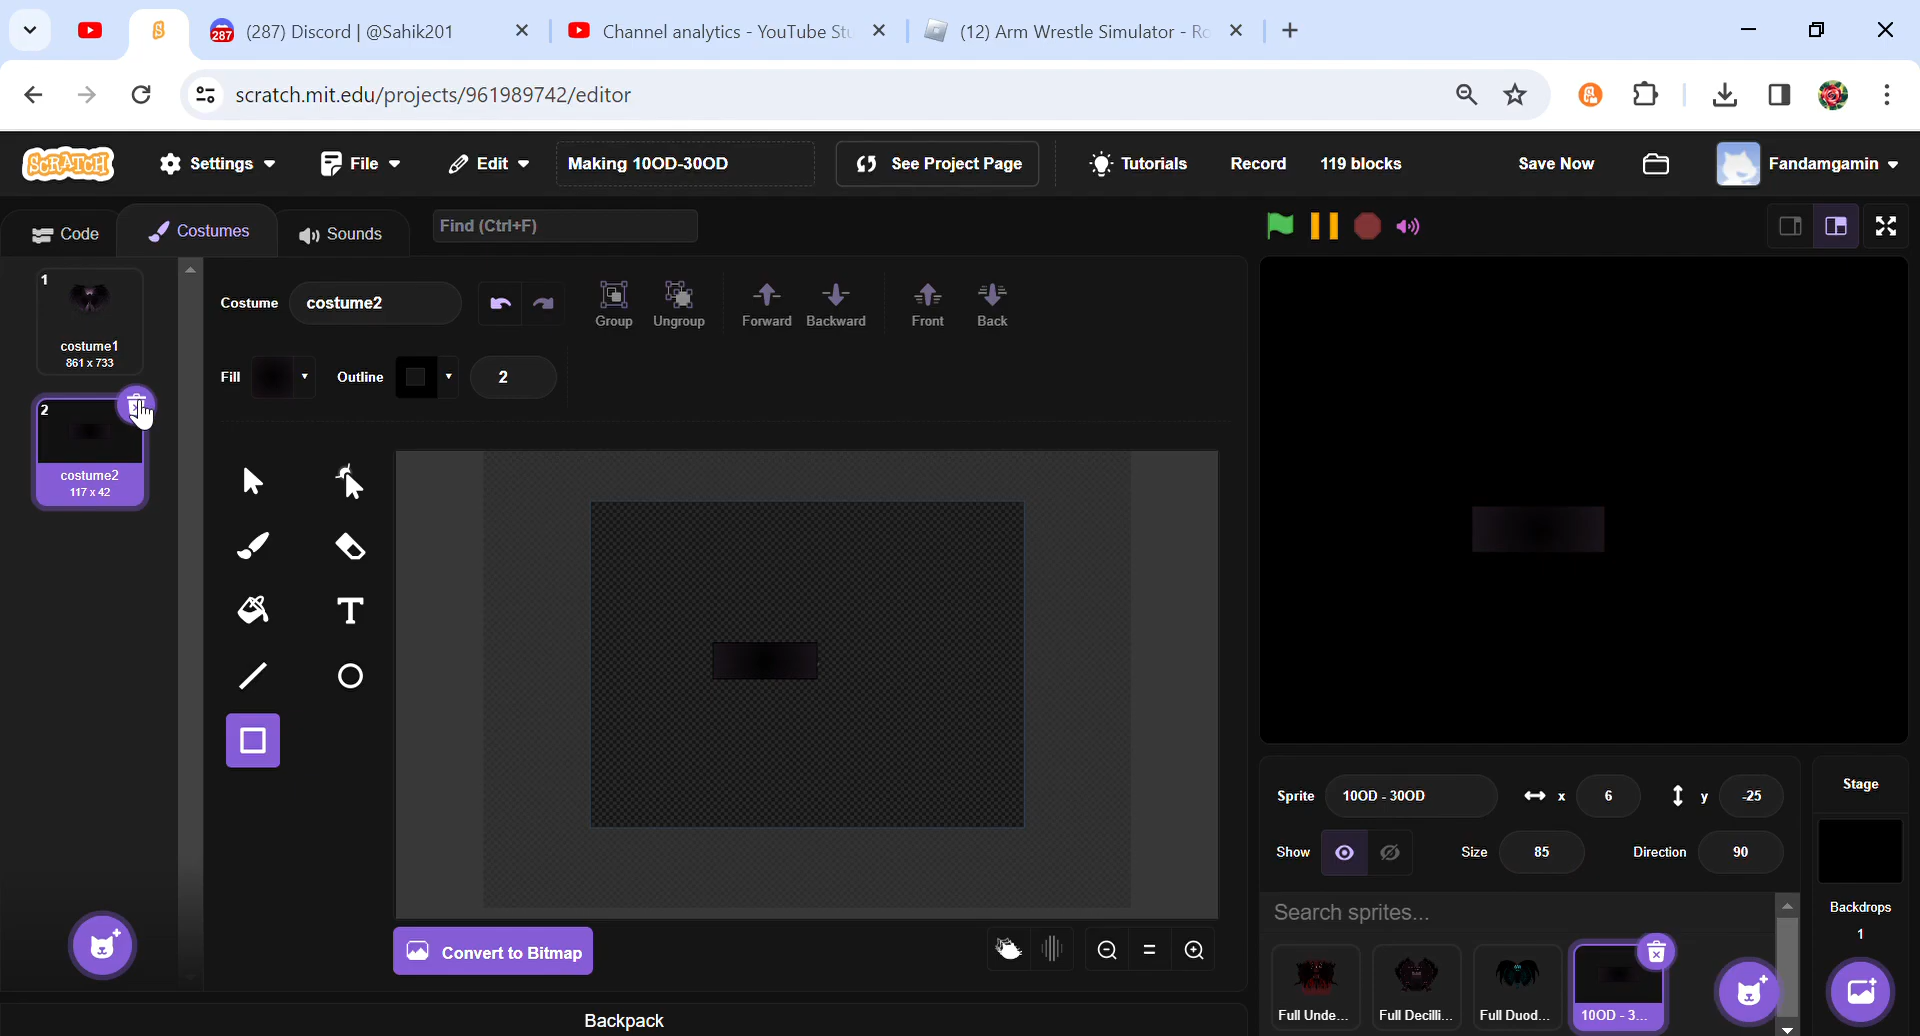 287
(287) Discord | @Sahik201
Channel analytics - YouTube Stu
(12) Arm Wrestle Simulator - Ro
scratch.mit.edu/projects/961989742/editor
SCRATCH
Settings
File
Edit
Making 10OD-30OD
See Project Page
Tutorials
Record
119 blocks
Save Now
Fandamgamin
Code
Costumes
Sounds
Find (Ctrl+F)
1
costume1
861 x 733
2
costume2
117 x 42
Costume
costume2
Group
Ungroup
Forward
Backward
Front
Back
Fill
Outline
2
Convert to Bitmap
Backpack
Sprite
10OD - 30OD
x
6
y
-25
Show
Size
85
Direction
90
Search sprites...
Full Unde...
Full Decilli...
Full Duod...
10OD - 3...
Stage
Backdrops
1